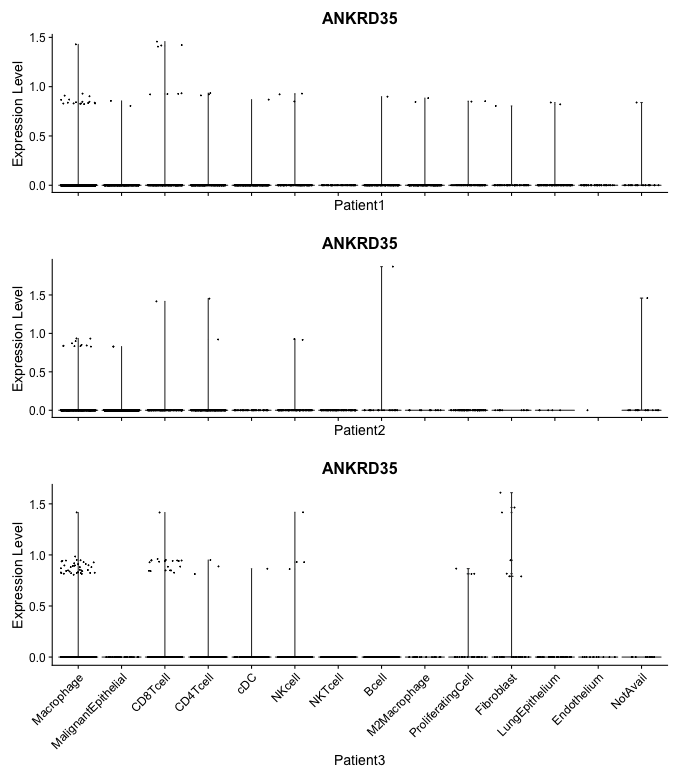 ANKRD35
Expression Level
1.5
1.0
0.5
0.0
Patient1
ANKRD35
Expression Level
1.5
1.0
0.5
0.0
Patient2
ANKRD35
Expression Level
1.5
1.0
0.5
0.0
Macrophage
MalignantEpithelial
CD8Tcell
CD4Tcell
cDC
NKcell
NKTcell
Bcell
M2Macrophage
ProliferatingCell
Fibroblast
LungEpithelium
Endothelium
NotAvail
Patient3